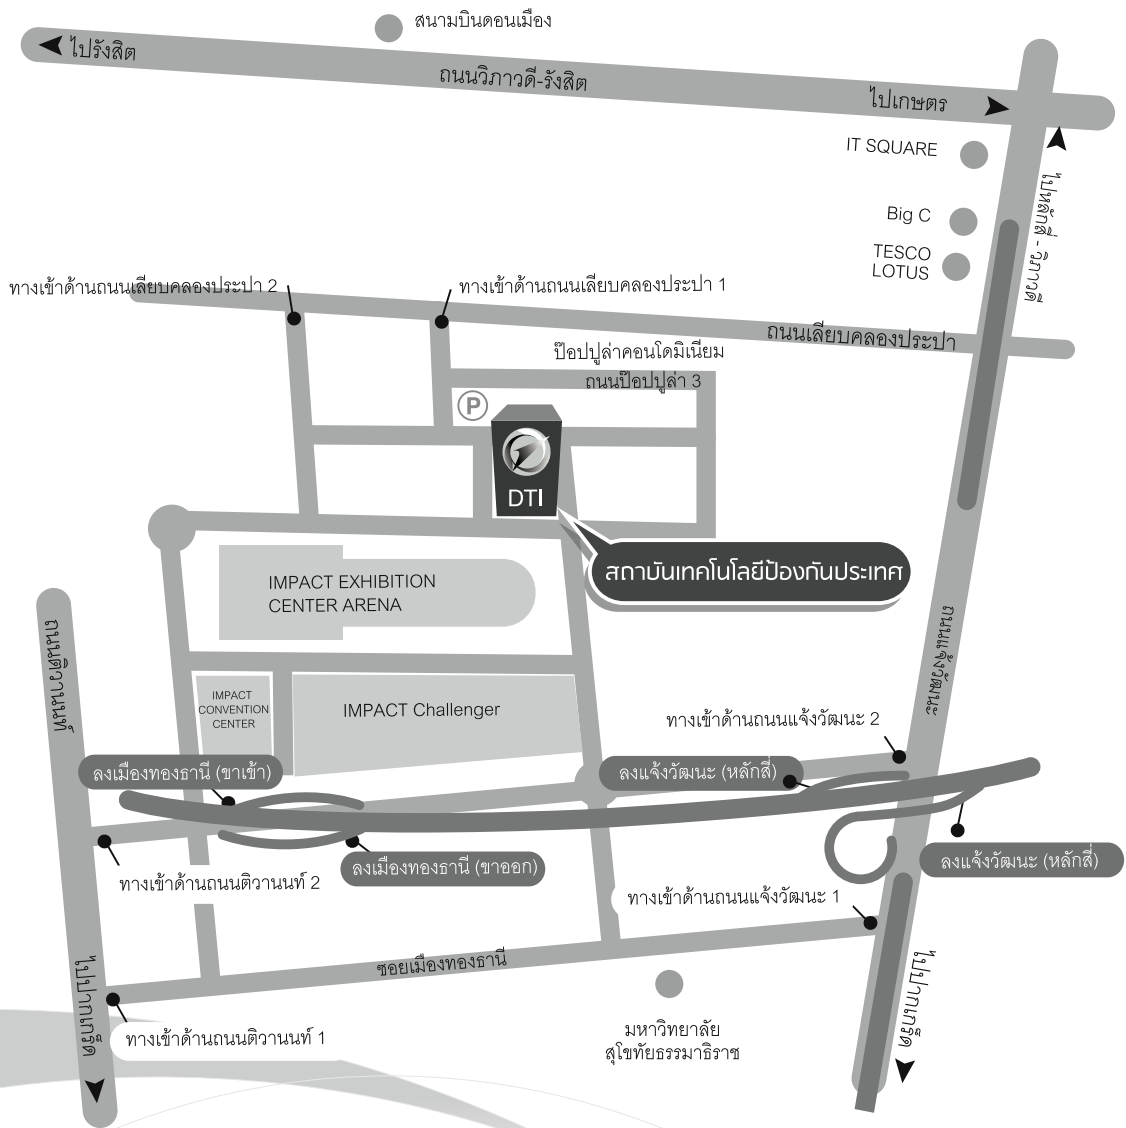 สนามบินดอนเมือง
ไปรังสิต
ถนนวิภาวดี-รังสิต
ไปเกษตร
IT SQUARE
Big C
TESCO
LOTUS
ไปหลักสี่ - วิภาวดี
ทางเข้าด้านถนนเลียบคลองประปา 2
ทางเข้าด้านถนนเลียบคลองประปา 1
ถนนเลียบคลองประปา
ป๊อปปูล่าคอนโดมิเนียม
ถนนป๊อปปูล่า 3
P
DTI
สถาบันเทคโนโลยีป้องกันประเทศ
IMPACT EXHIBITION
CENTER ARENA
ถนนติวานนท์
ถนนแจ้งวัฒนะ
IMPACT
CONVENTION
CENTER
IMPACT Challenger
ทางเข้าด้านถนนแจ้งวัฒนะ 2
ลงเมืองทองธานี (ขาเข้า)
ลงแจ้งวัฒนะ (หลักสี่)
ลงเมืองทองธานี (ขาออก)
ลงแจ้งวัฒนะ (หลักสี่)
ทางเข้าด้านถนนติวานนท์ 2
ทางเข้าด้านถนนแจ้งวัฒนะ 1
ซอยเมืองทองธานี
ไปปากเกร็ด
ไปปากเกร็ด
ทางเข้าด้านถนนติวานนท์ 1
มหาวิทยาลัย
สุโขทัยธรรมาธิราช